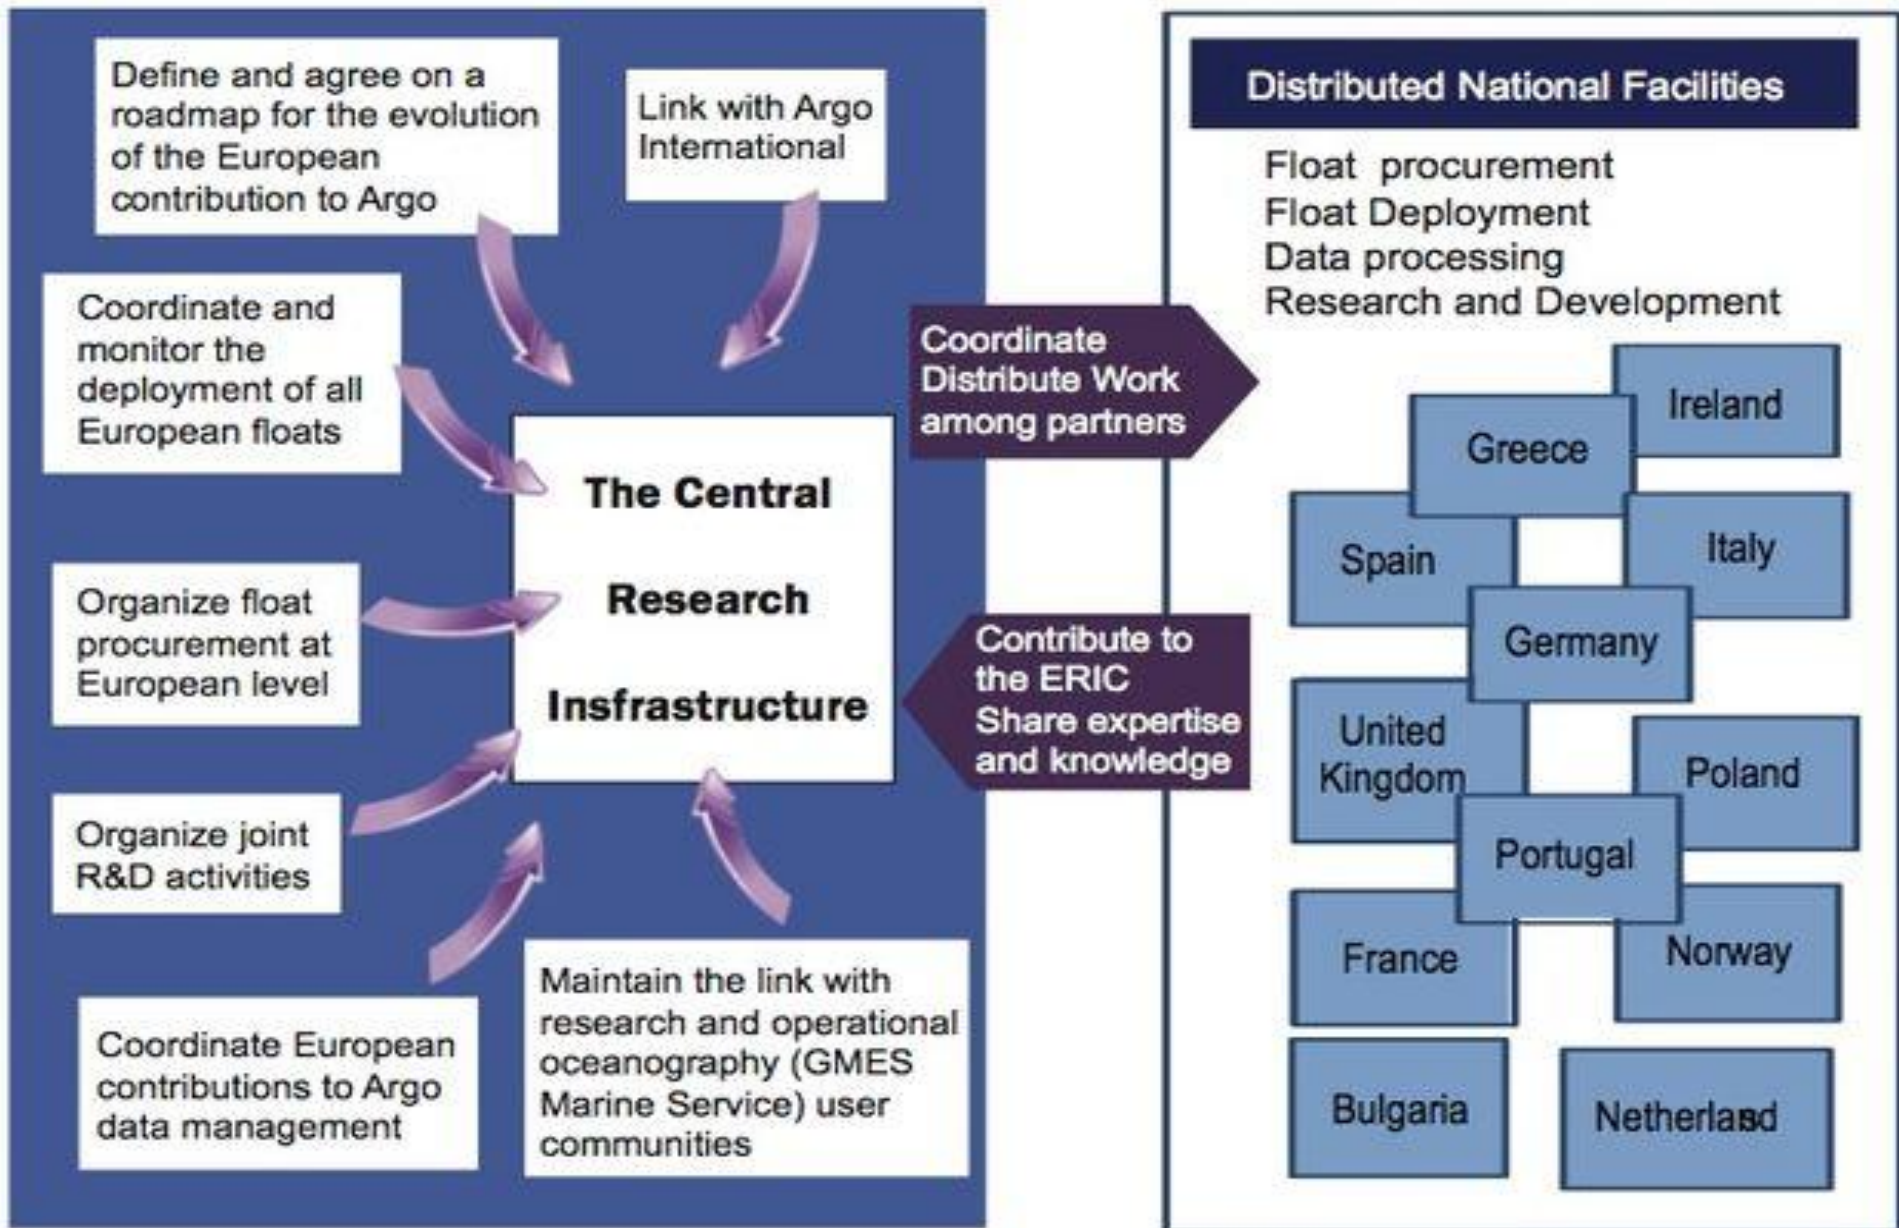 Define and agree on a
roadmap for the evolution
of the European
contribution to Argo
Link with Argo
International
Coordinate and
monitor the
deployment of all
European floats
Organize float
procurement at
European level
Organize joint
R&D activities
Coordinate European
contributions to Argo
data management
Maintain the link with
research and operational
oceanography (GMES
Marine Service) user
communities
The Central
Research
Insfrastructure
Coordinate
Distribute Work
among partners
Contribute to
the ERIC
Share expertise
and knowledge
Distributed National Facilities
Float procurement
Float Deployment
Data processing
Research and Development
Ireland
Greece
Spain
Italy
Germany
United
Kingdom
Poland
Portugal
France
Norway
Bulgaria